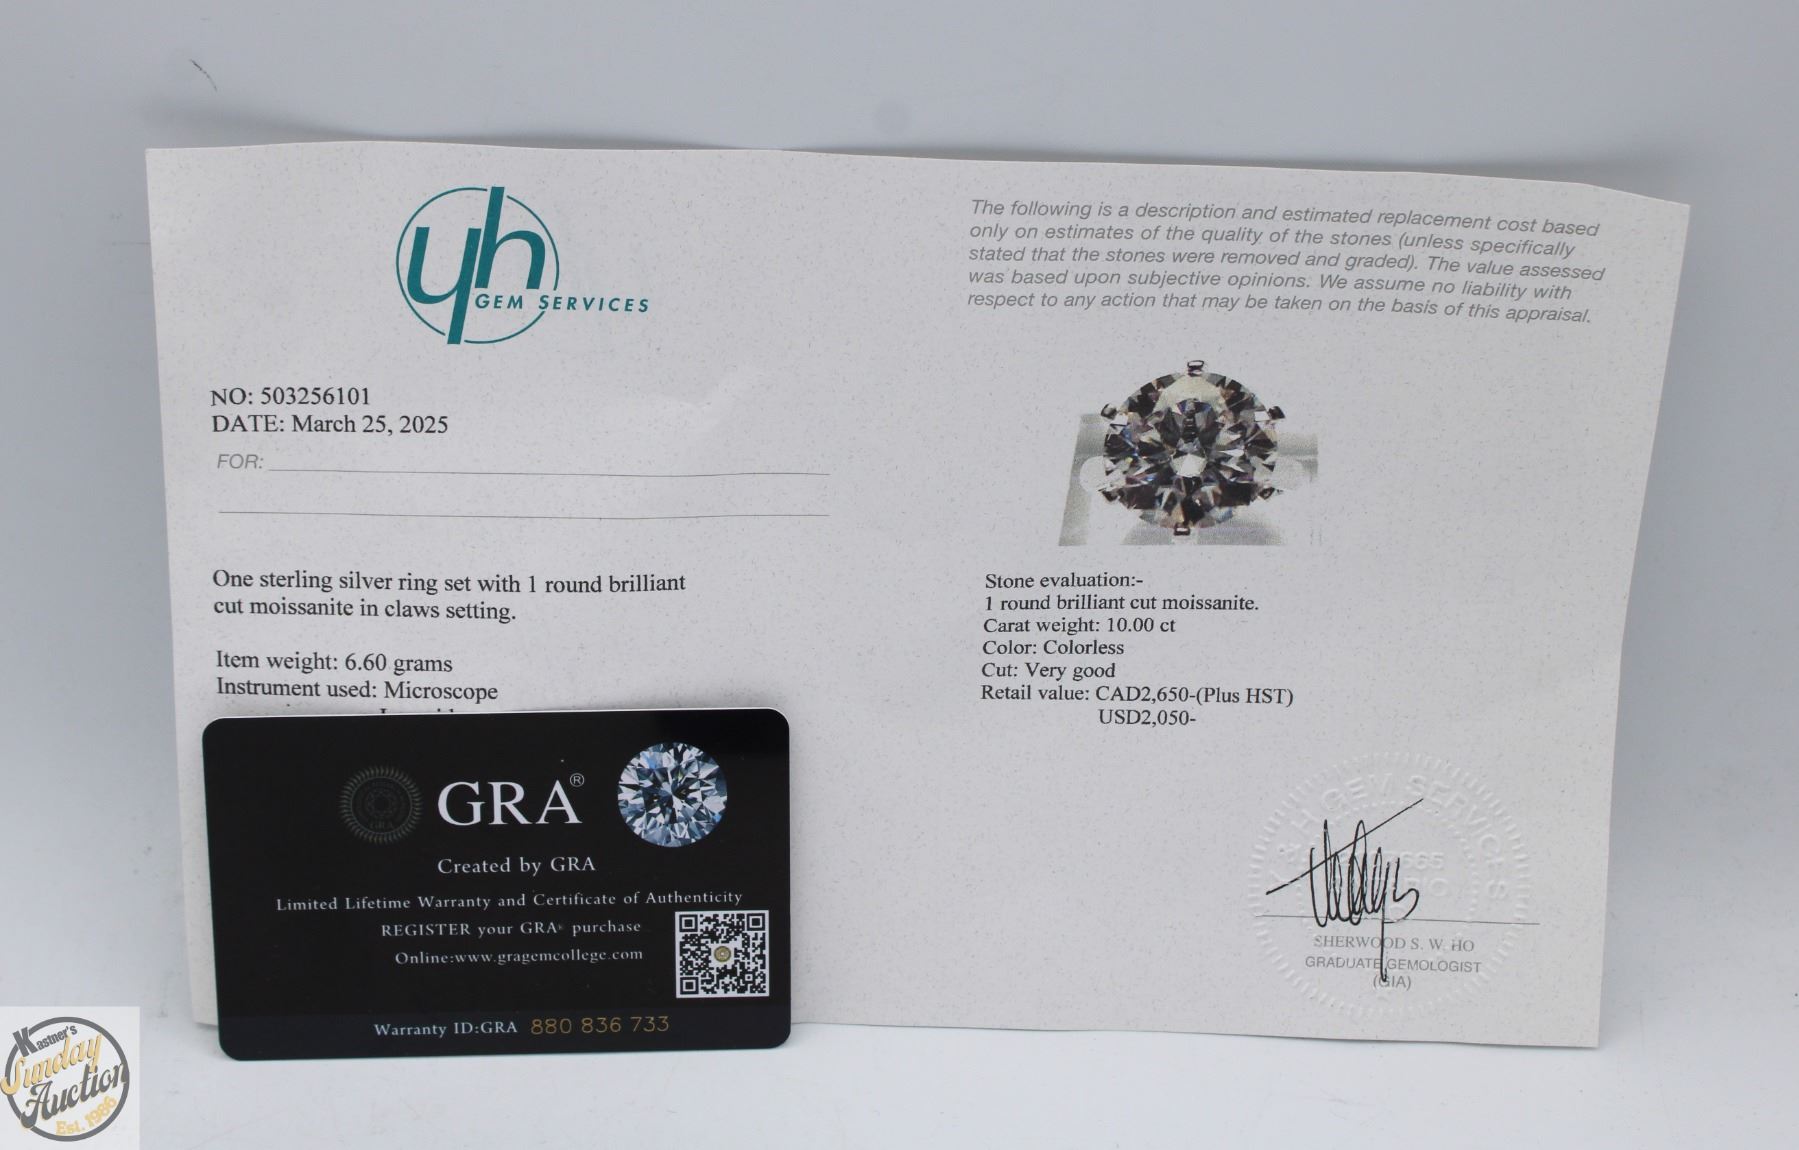 yh
GEM SERVICES
NO: 503256101
DATE: March 25, 2025
FOR:
One sterling silver ring set with 1 round brilliant
cut moissanite in claws setting.
Item weight: 6.60 grams
Instrument used: Microscope
The following is a description and estimated replacement cost based
only on estimates of the quality of the stones (unless specifically
stated that the stones were removed and graded). The value assessed
was based upon subjective opinions. We assume no liability with
respect to any action that may be taken on the basis of this appraisal.
Stone evaluation:-
1 round brilliant cut moissanite.
Carat weight: 10.00 ct
Color: Colorless
Cut: Very good
Retail value: CAD2,650-(Plus HST)
USD2,050-
H GEM SERVICES
SHERWOOD S. W. HO
GRADUATE GEMOLOGIST
(GIA)
GRA®
Created by GRA
Limited Lifetime Warranty and Certificate of Authenticity
REGISTER your GRA® purchase
Online:www.gragemcollege.com
Warranty ID:GRA 880 836 733
Kastner's
Sunday
Auction
Est. 1986